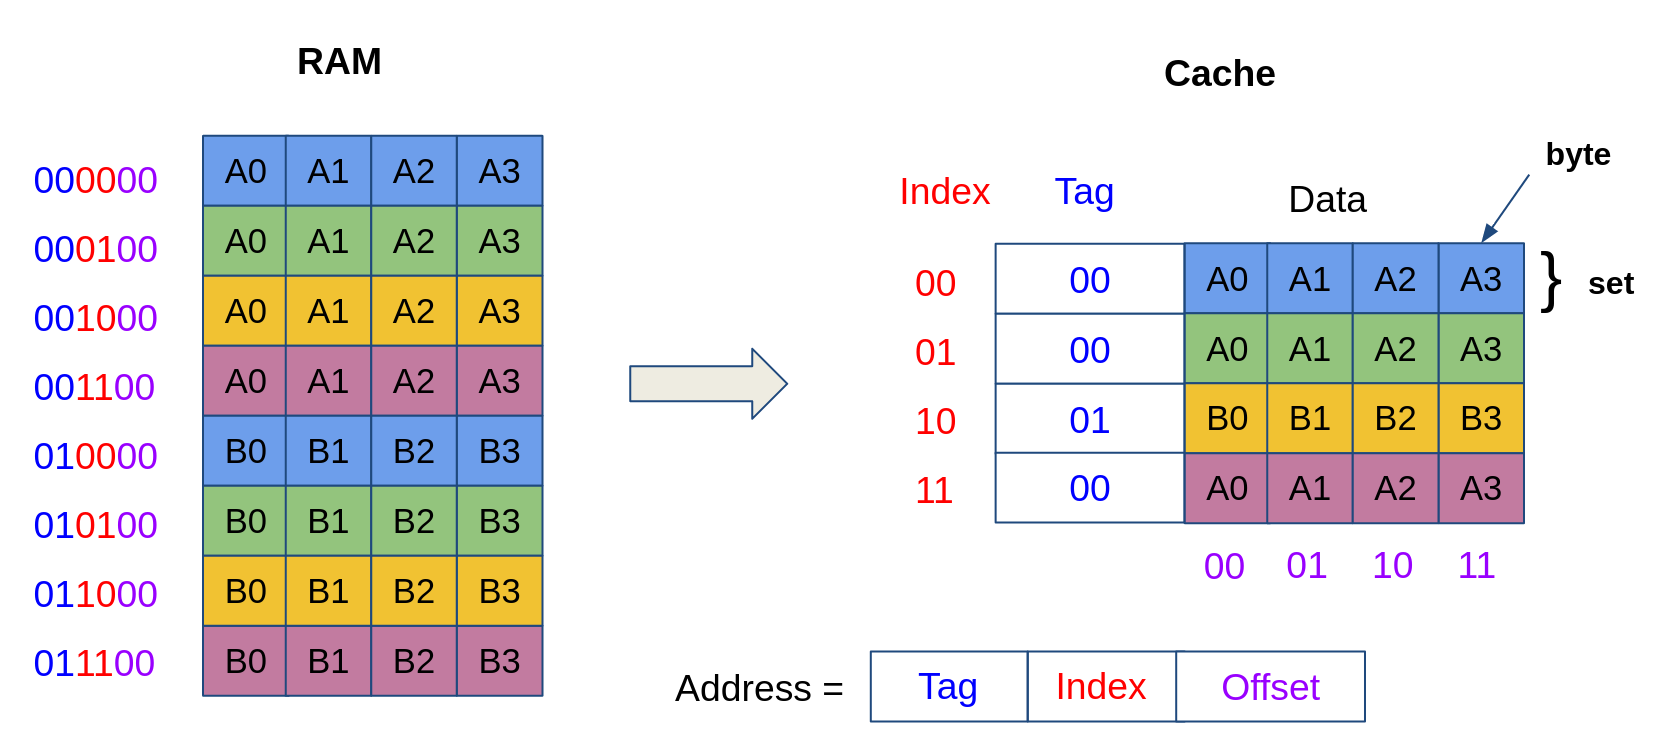 RAM
000000 A0 A1 A2 A3
000100 A0 A1 A2 A3
001000 A0 A1 A2 A3
001100 A0 A1 A2 A3
010000 B0 B1 B2 B3
010100 B0 B1 B2 B3
011000 B0 B1 B2 B3
011100 B0 B1 B2 B3
Cache
byte
Index Tag Data
00 00 A0 A1 A2 A3 } set
01 00 A0 A1 A2 A3
10 01 B0 B1 B2 B3
11 00 A0 A1 A2 A3
00 01 10 11
Address = Tag Index Offset